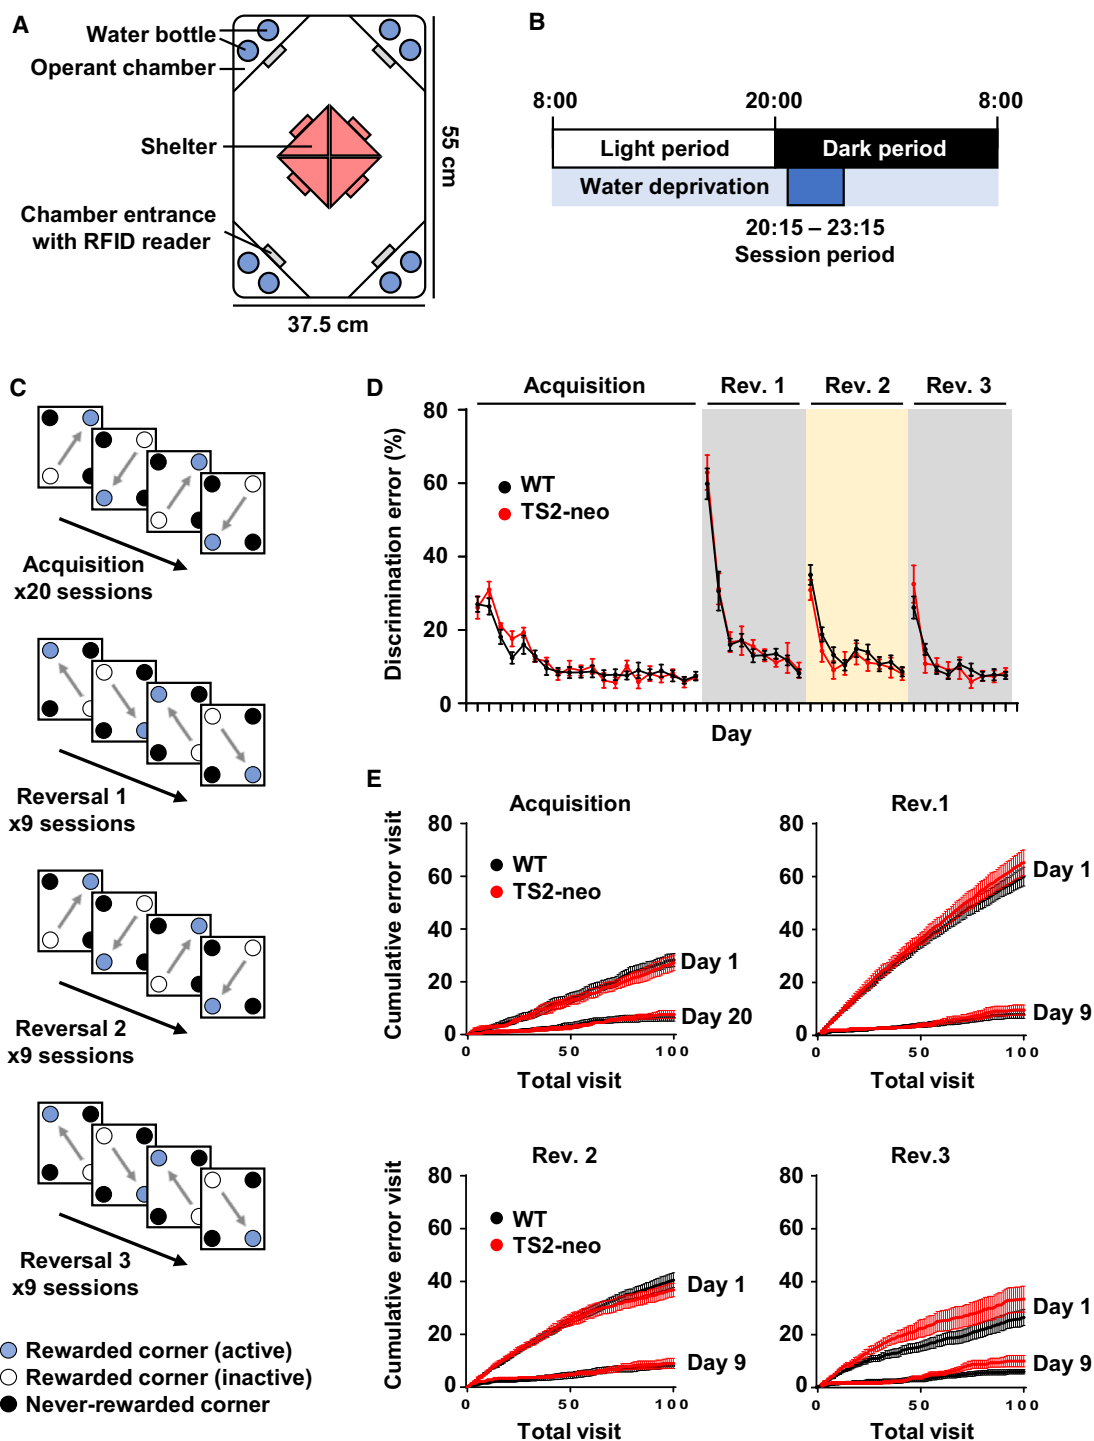 A
Water bottle
Operant chamber
Shelter
Chamber entrance
with RFID reader
55 cm
37.5 cm
B
8:00
20:00
8:00
Light period
Dark period
Water deprivation
20:15 – 23:15
Session period
C
Acquisition
x20 sessions
Reversal 1
x9 sessions
Reversal 2
x9 sessions
Reversal 3
x9 sessions
Rewarded corner (active)
Rewarded corner (inactive)
Never-rewarded corner
D
Acquisition
Rev. 1
Rev. 2
Rev. 3
Discrimination error (%)
80
60
40
20
0
WT
TS2-neo
Day
E
Acquisition
Cumulative error visit
80
60
40
20
0
WT
TS2-neo
Day 1
Day 20
0
50
100
Total visit
Rev.1
80
60
40
20
0
Day 1
Day 9
0
50
100
Total visit
Rev. 2
Cumulative error visit
80
60
40
20
0
WT
TS2-neo
Day 1
Day 9
0
50
100
Total visit
Rev.3
80
60
40
20
0
Day 1
Day 9
0
50
100
Total visit